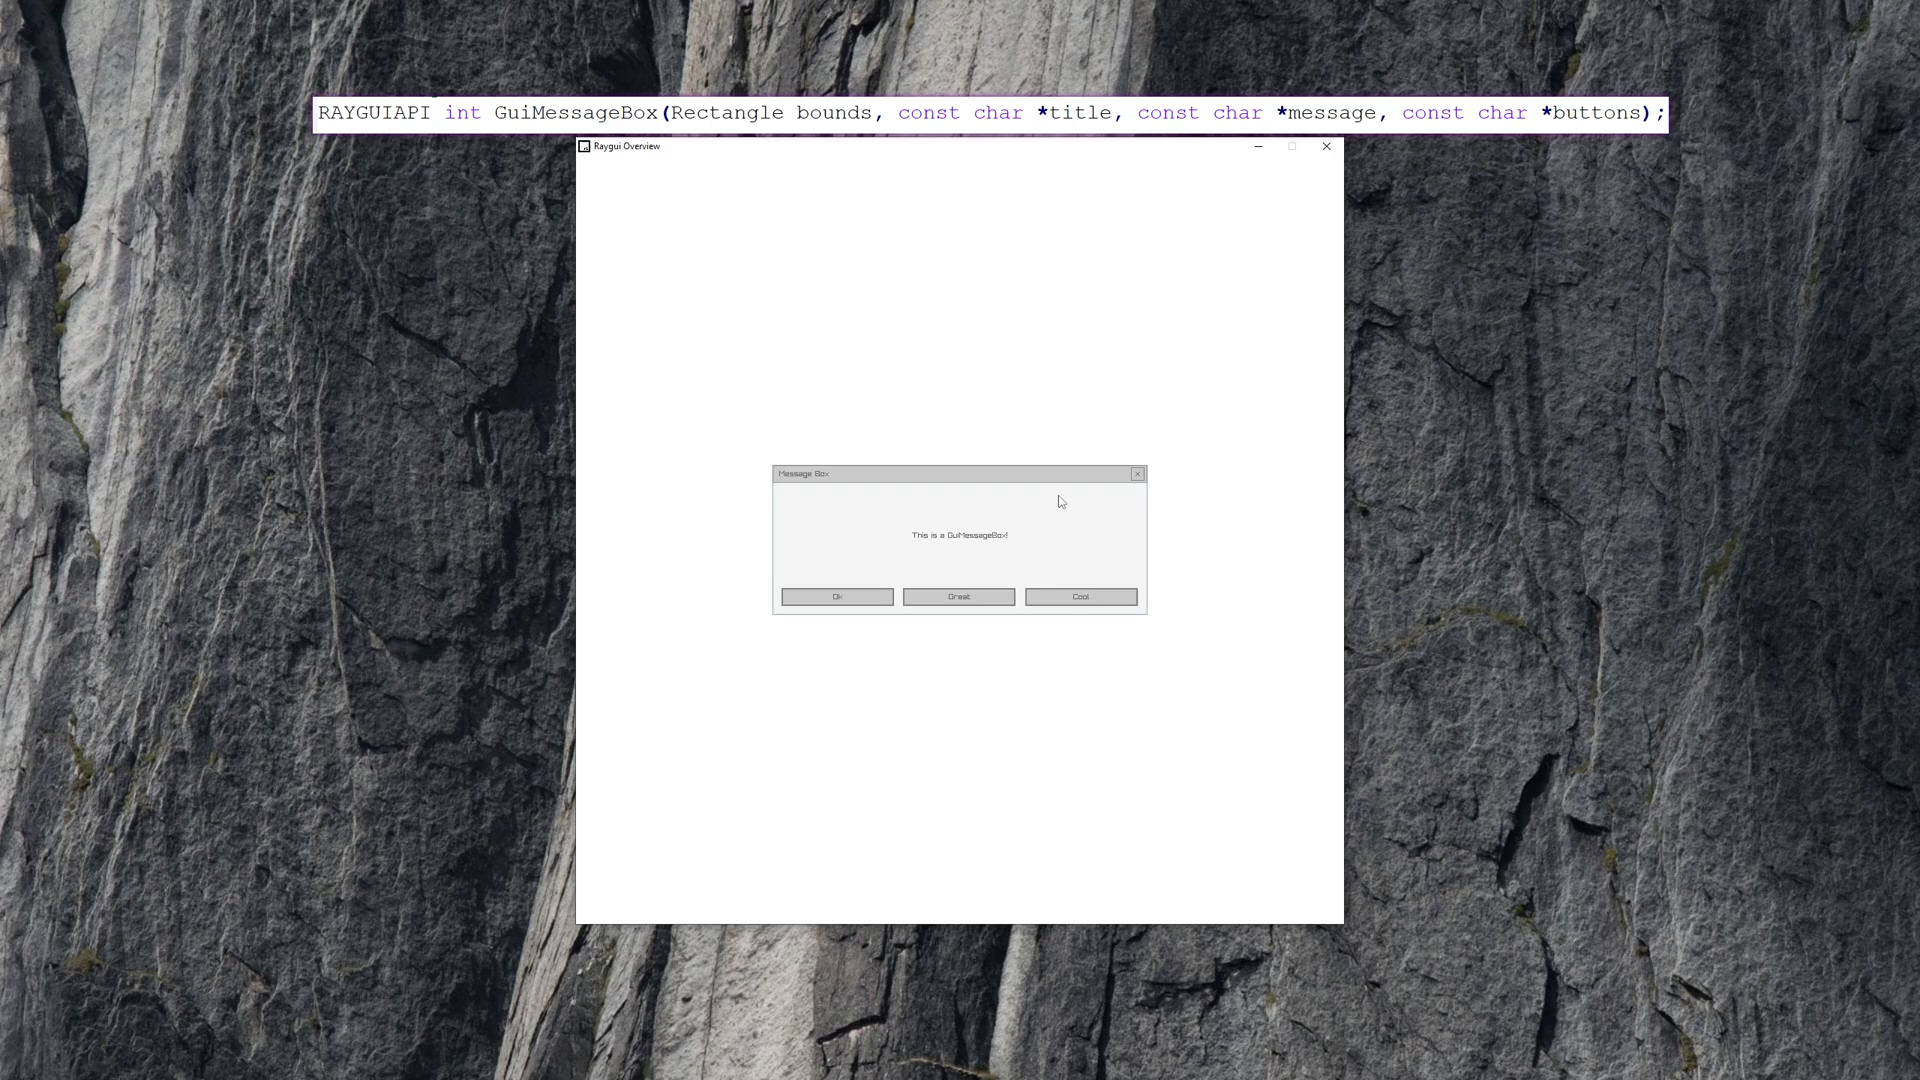 RAYGUIAPI int GuiMessageBox(Rectangle bounds, const char *title, const char *message, const char *buttons);
Raygui Overview
Message Box
This is a GuiMessageBox!
Ok Great Cool